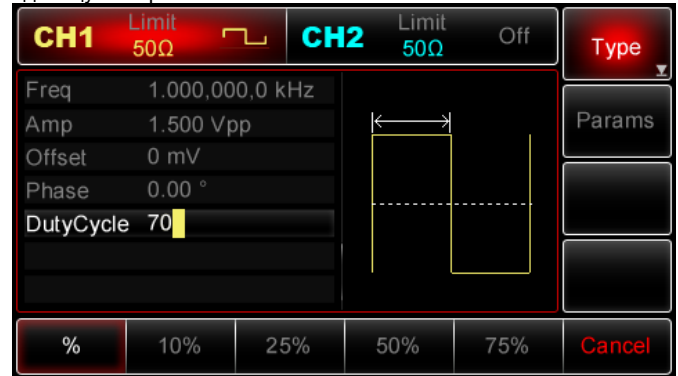 CH1 Limit 50Ω
CH2 Limit 50Ω Off
Type
Freq 1.000,000,0 kHz
Amp 1.500 Vpp
Offset 0 mV
Phase 0.00 °
DutyCycle 70
Params
% 10% 25% 50% 75% Cancel